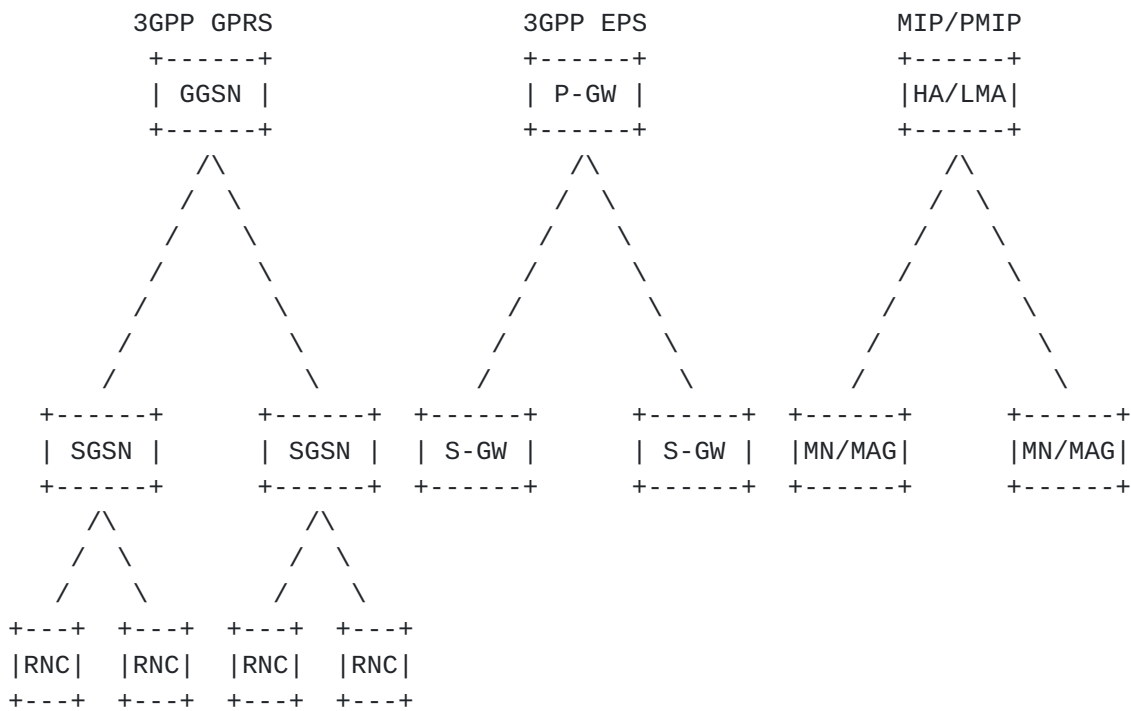 3GPP GPRS 3GPP EPS MIP/PMIP
GGSN P-GW HA/LMA
SGSN SGSN S-GW S-GW MN/MAG MN/MAG
RNC RNC RNC RNC